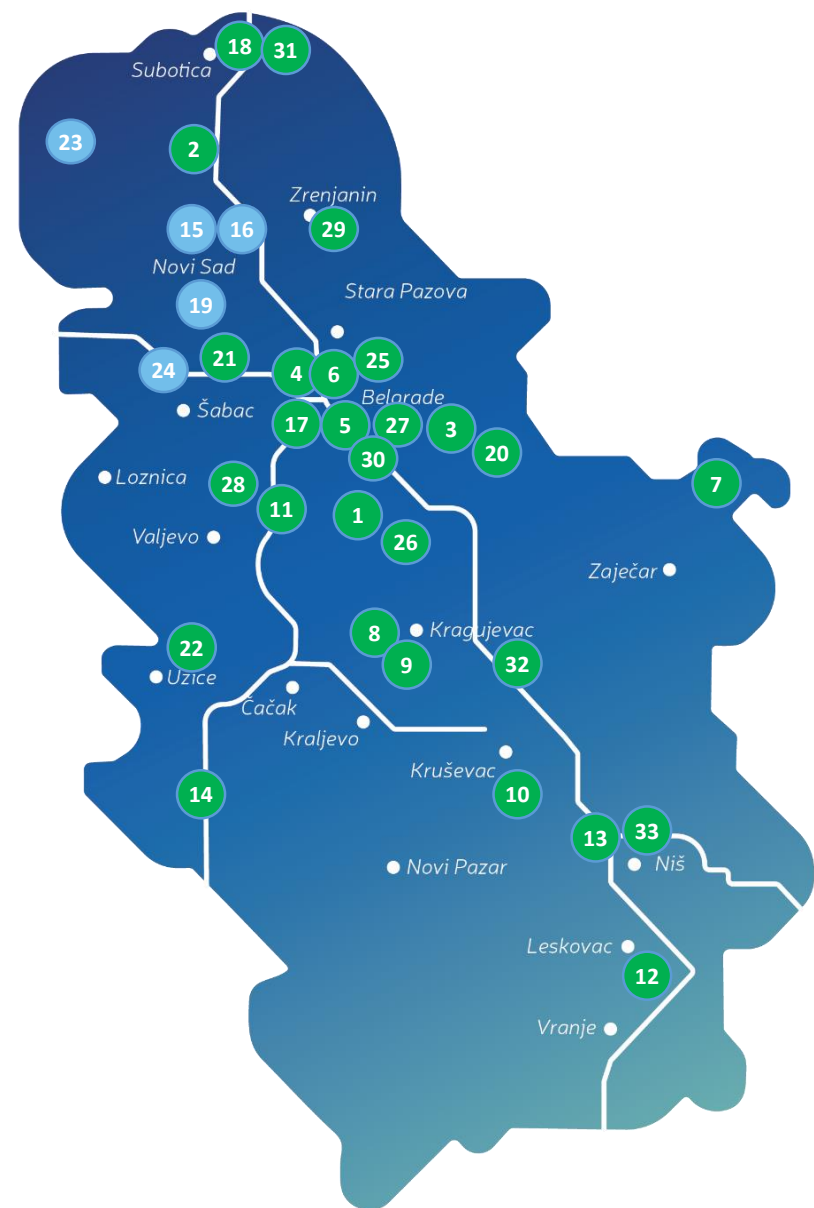 18
31
Subotica
23
2
Zrenjanin
15
16
29
Novi Sad
Stara Pazova
19
21
25
24
4
6
Belgrade
Šabac
17
5
27
3
30
20
Loznica
28
7
11
1
Valjevo
26
Zaječar
8
Kragujevac
22
9
32
Užice
Čačak
Kraljevo
Kruševac
14
10
13
33
Novi Pazar
Niš
Leskovac
12
Vranje